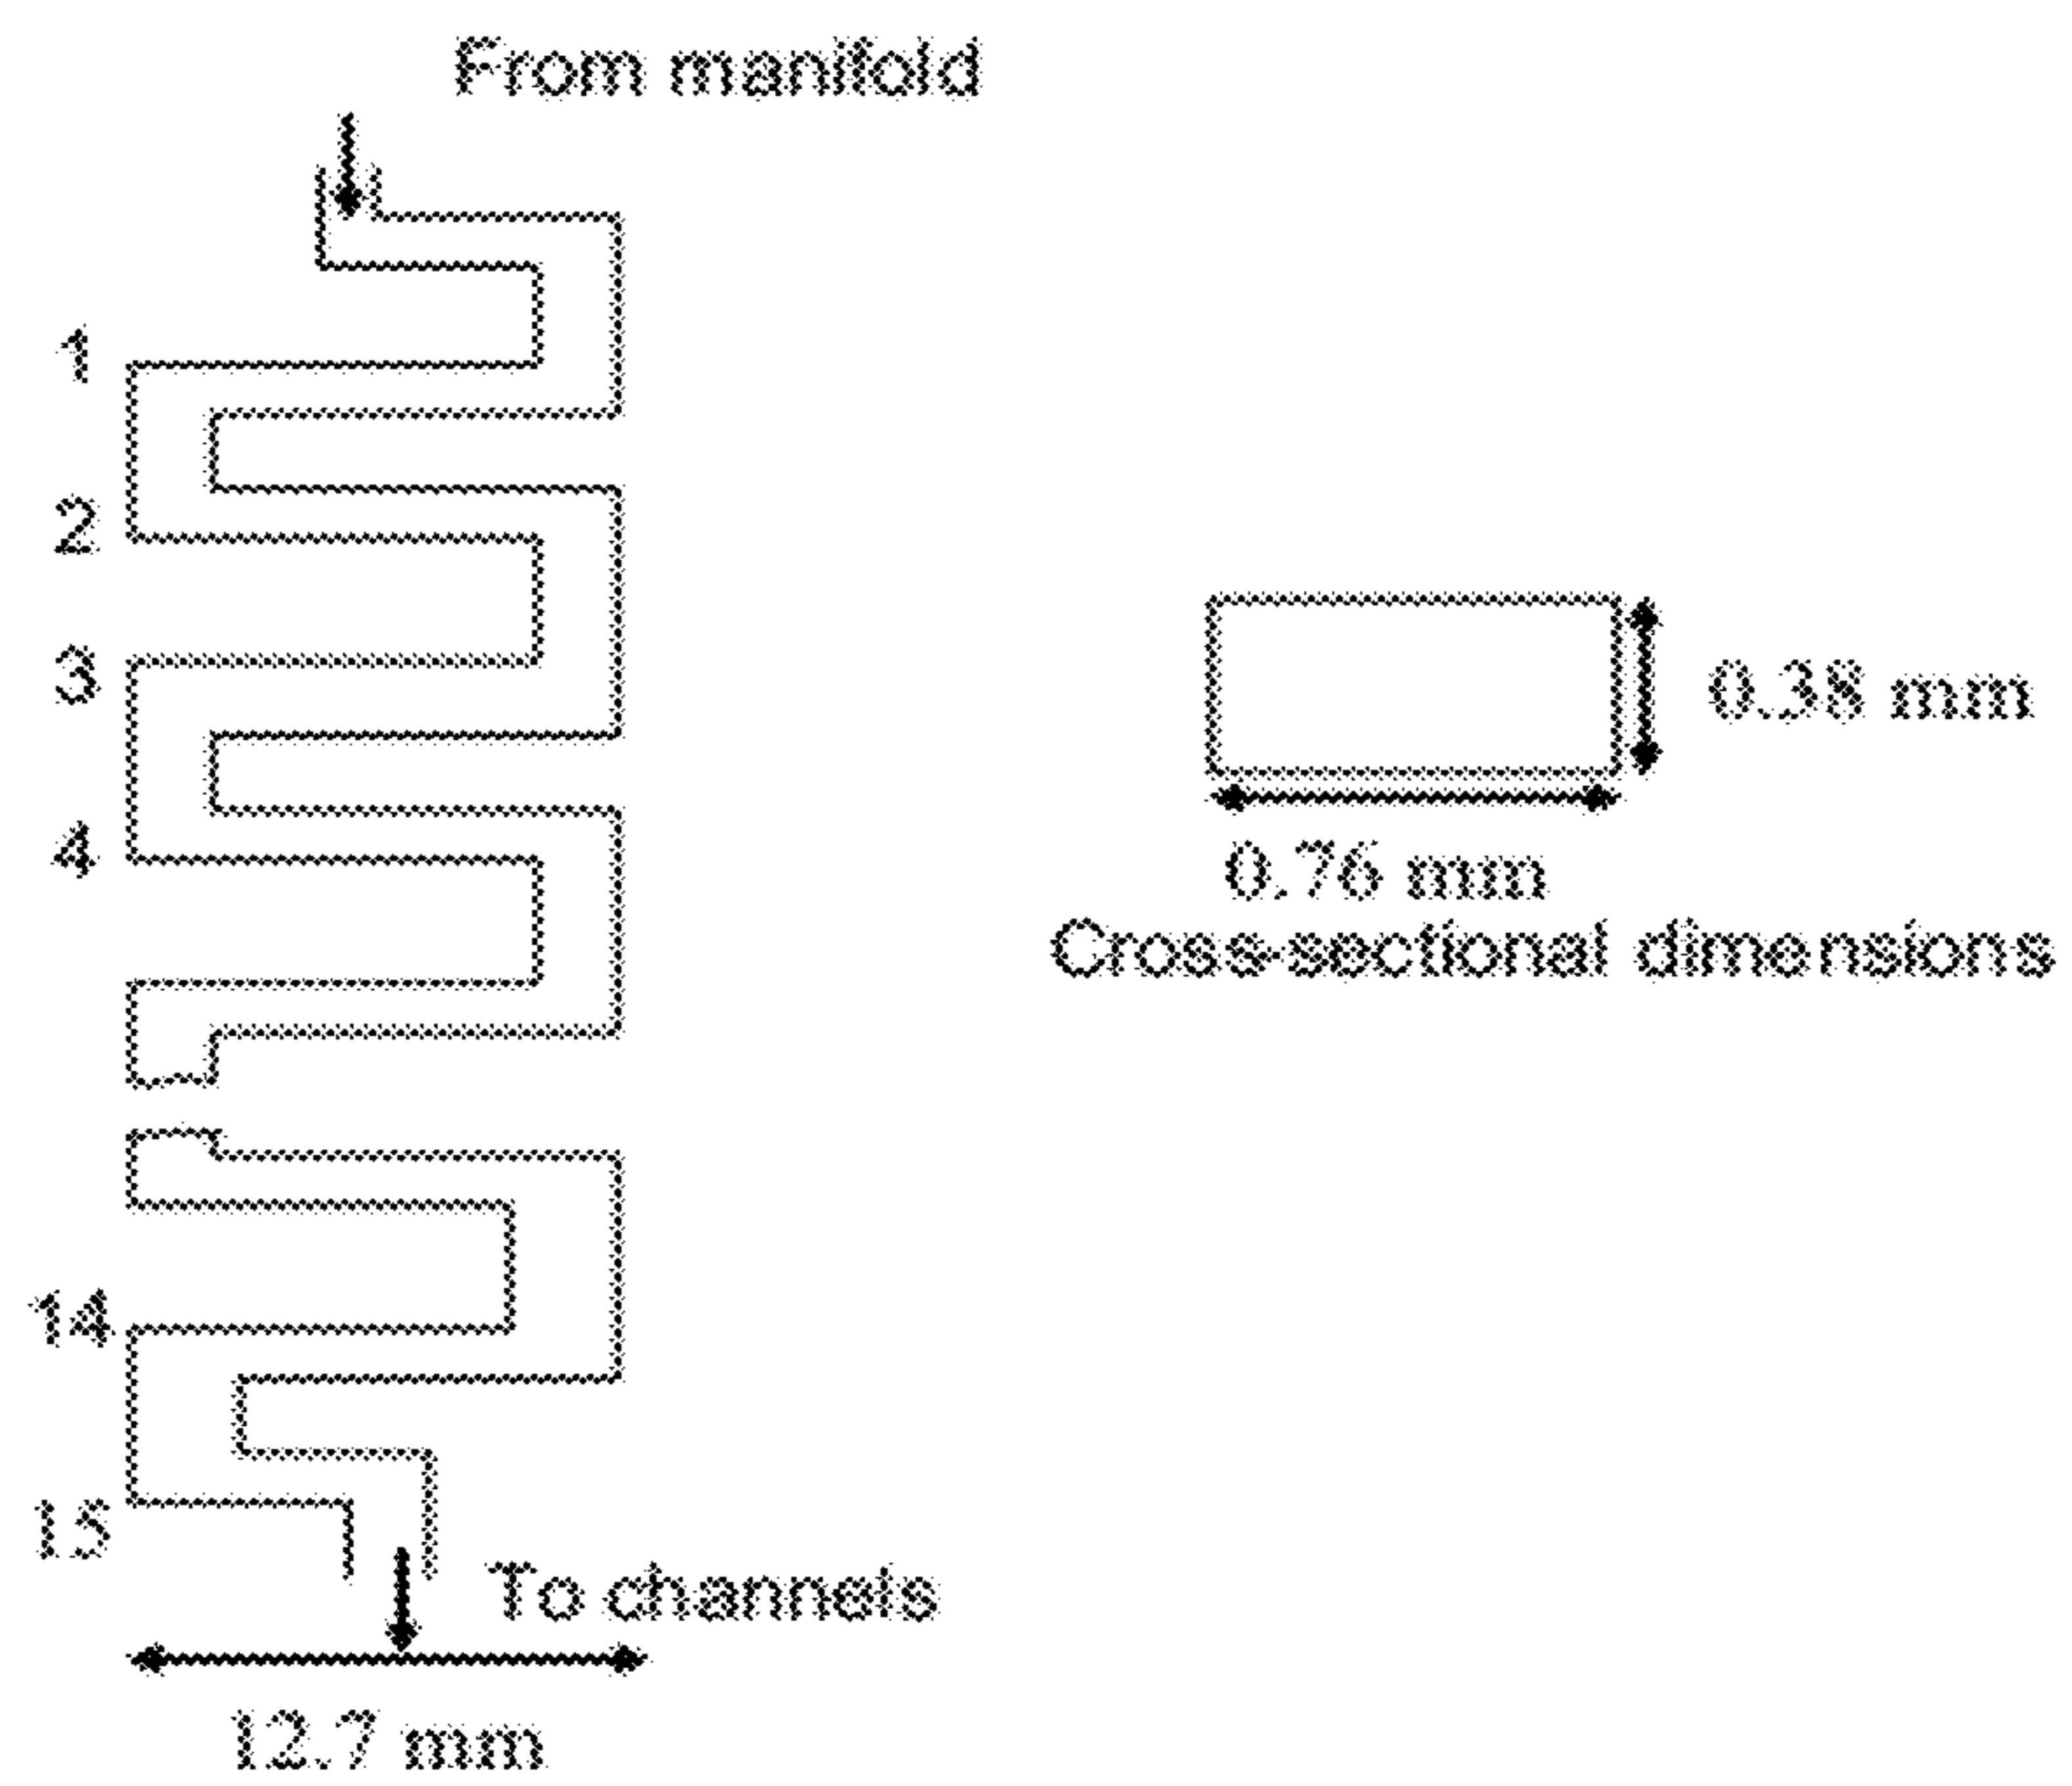 From manifold
1
2
3
4
0.38 mm
0.76 mm
Cross-sectional dimensions
14
15
To channels
12.7 mm